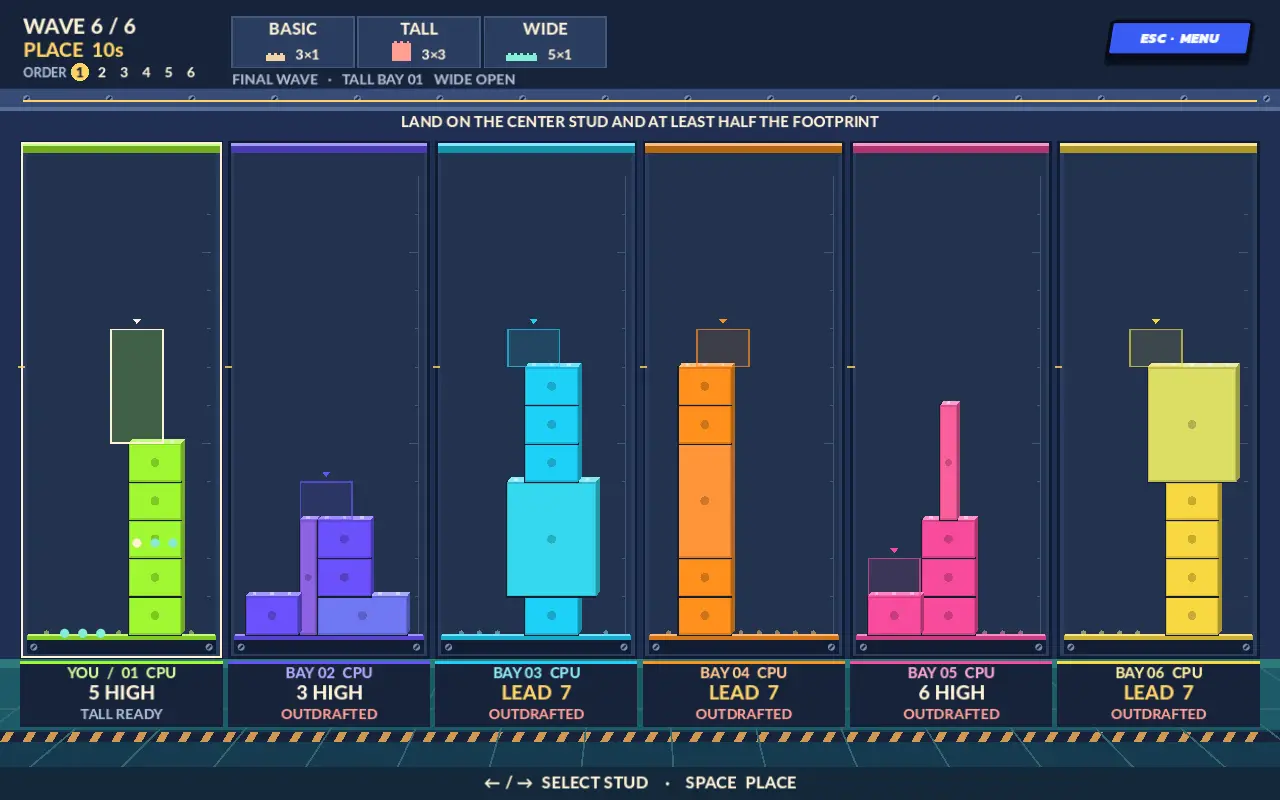 WAVE 6 / 6
PLACE 10s
ORDER 1 2 3 4 5 6
BASIC
3×1
TALL
3×3
WIDE
5×1
FINAL WAVE · TALL BAY 01 WIDE OPEN
ESC · MENU
LAND ON THE CENTER STUD AND AT LEAST HALF THE FOOTPRINT
YOU / 01 CPU
5 HIGH
TALL READY
BAY 02 CPU
3 HIGH
OUTDRAFTED
BAY 03 CPU
LEAD 7
OUTDRAFTED
BAY 04 CPU
LEAD 7
OUTDRAFTED
BAY 05 CPU
6 HIGH
OUTDRAFTED
BAY 06 CPU
LEAD 7
OUTDRAFTED
← / → SELECT STUD · SPACE PLACE